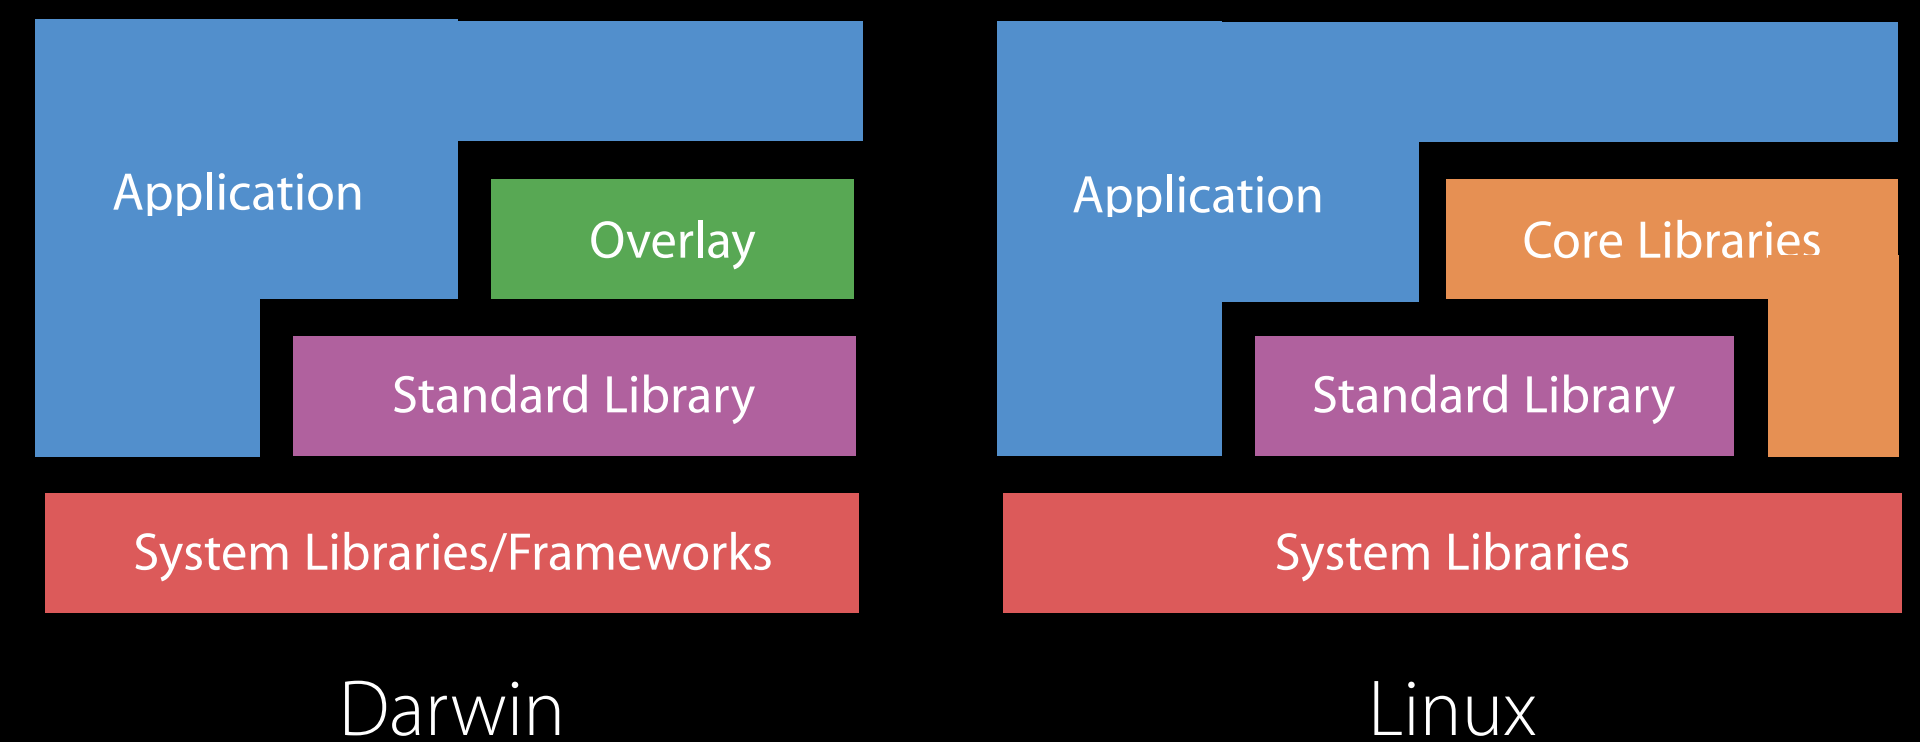 Application
Overlay
Standard Library
System Libraries/Frameworks
Darwin
Application
Core Libraries
Standard Library
System Libraries
Linux